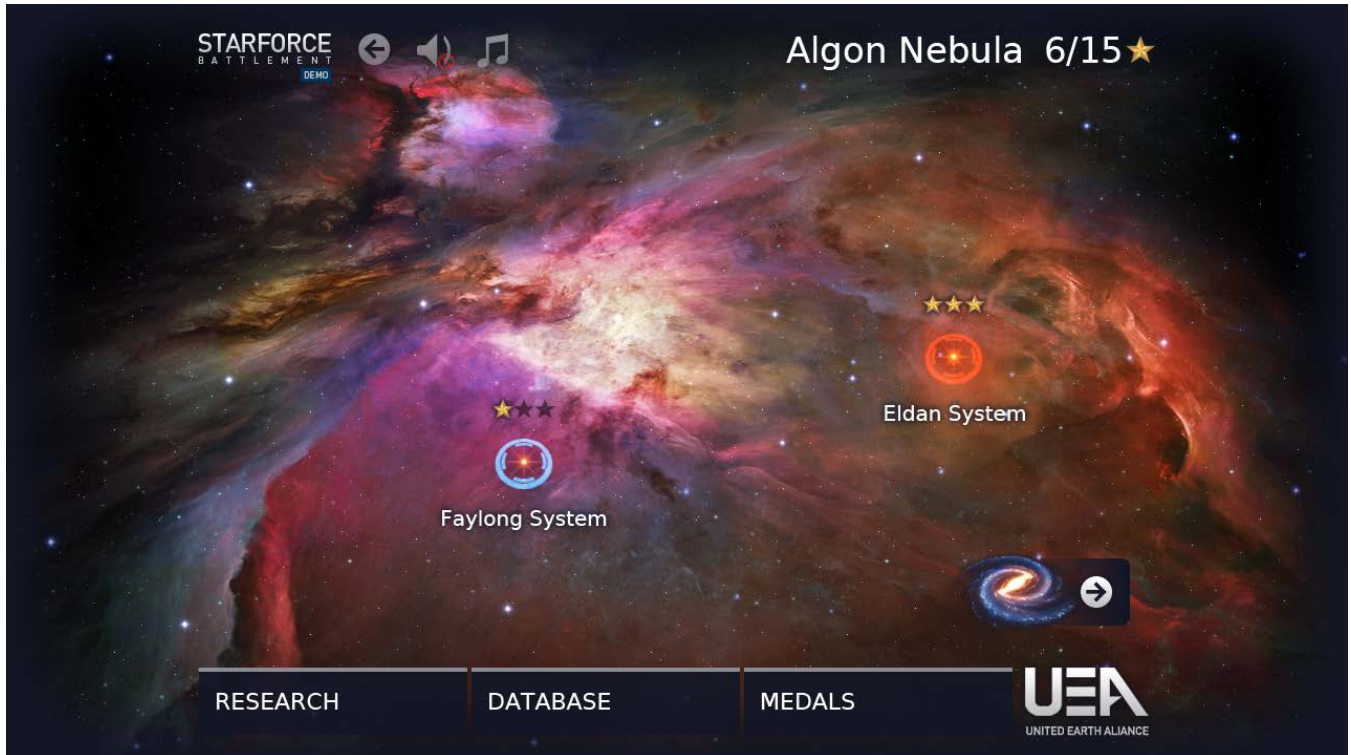 STARFORCE
BATTLEMENT
DEMO
Algon Nebula 6/15
Eldan System
Faylong System
RESEARCH
DATABASE
MEDALS
UEA
UNITED EARTH ALIANCE